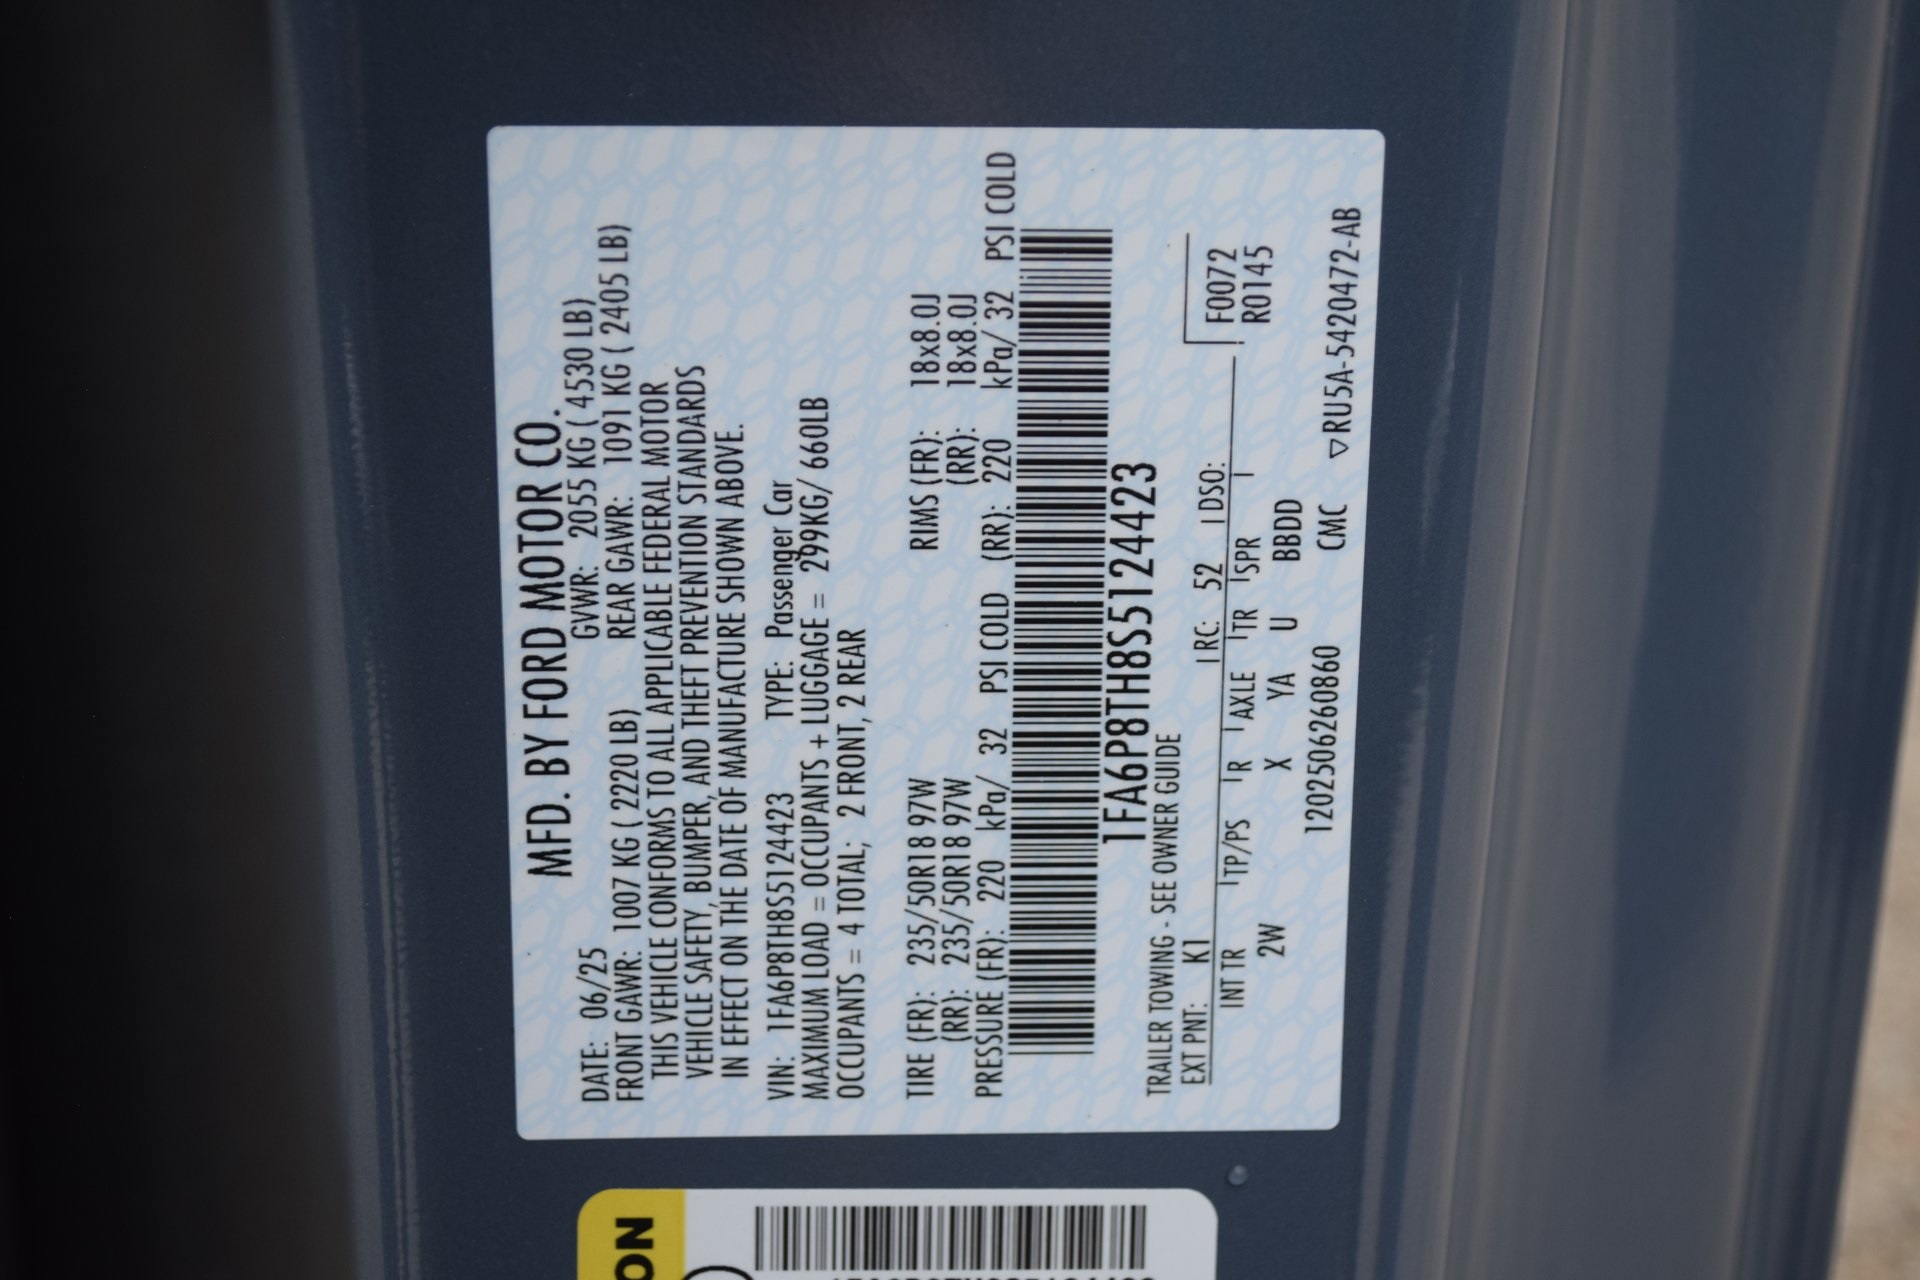 MFD. BY FORD MOTOR CO.
DATE: 06/25 GVWR: 2055 KG ( 4530 LB)
FRONT GAWR: 1007 KG ( 2220 LB) REAR GAWR: 1091 KG ( 2405 LB)
THIS VEHICLE CONFORMS TO ALL APPLICABLE FEDERAL MOTOR
VEHICLE SAFETY, BUMPER, AND THEFT PREVENTION STANDARDS
IN EFFECT ON THE DATE OF MANUFACTURE SHOWN ABOVE.
VIN: 1FA6P8TH8S5124423 TYPE: Passenger Car
MAXIMUM LOAD = OCCUPANTS + LUGGAGE = 299KG/ 660LB
OCCUPANTS = 4 TOTAL; 2 FRONT, 2 REAR
TIRE (FR): 235/50R18 97W RIMS (FR): 18x8.0J
(RR): 235/50R18 97W (RR): 18x8.0J
PRESSURE (FR): 220 kPa/ 32 PSI COLD (RR): 220 kPa/ 32 PSI COLD
1FA6P8TH8S5124423
TRAILER TOWING - SEE OWNER GUIDE
EXT PNT: K1 RC: 52 DSO: F0072
INT TR TP/PS R AXLE TR SPR R0145
2W X YA U BBDD
12025062608​60 CMC ▽RU5A-5420472-AB
ON